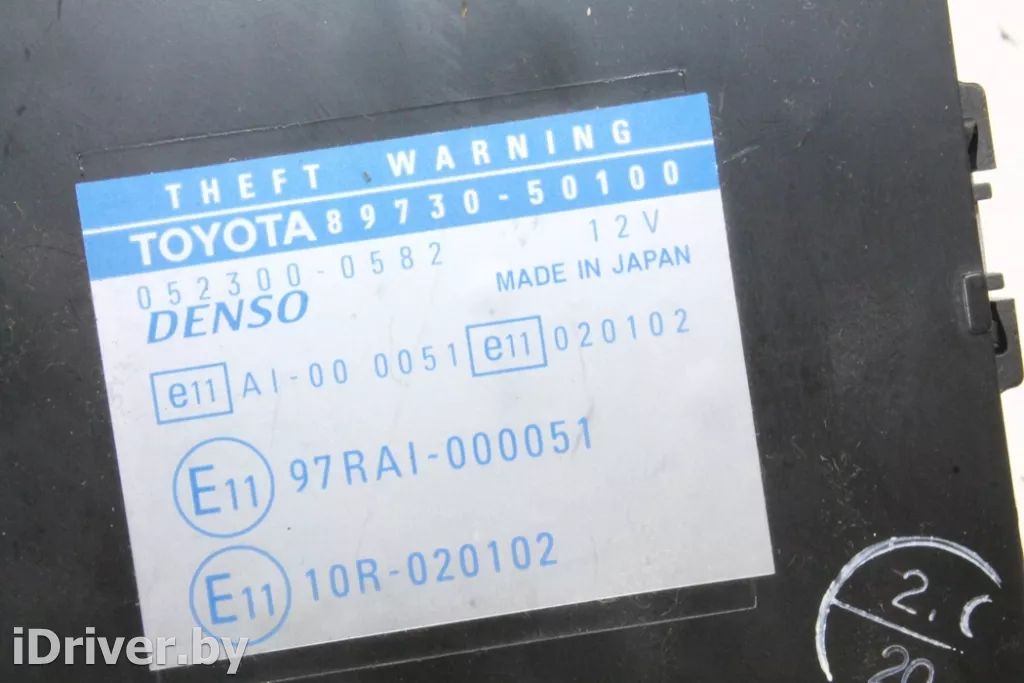 THEFT WARNING
TOYOTA 89730-50100
052300-0582 12V
DENSO MADE IN JAPAN
e11 AI-00 0051 e11 020102
E11 97RAI-000051
E11 10R-020102
2.
20
iDriver.by